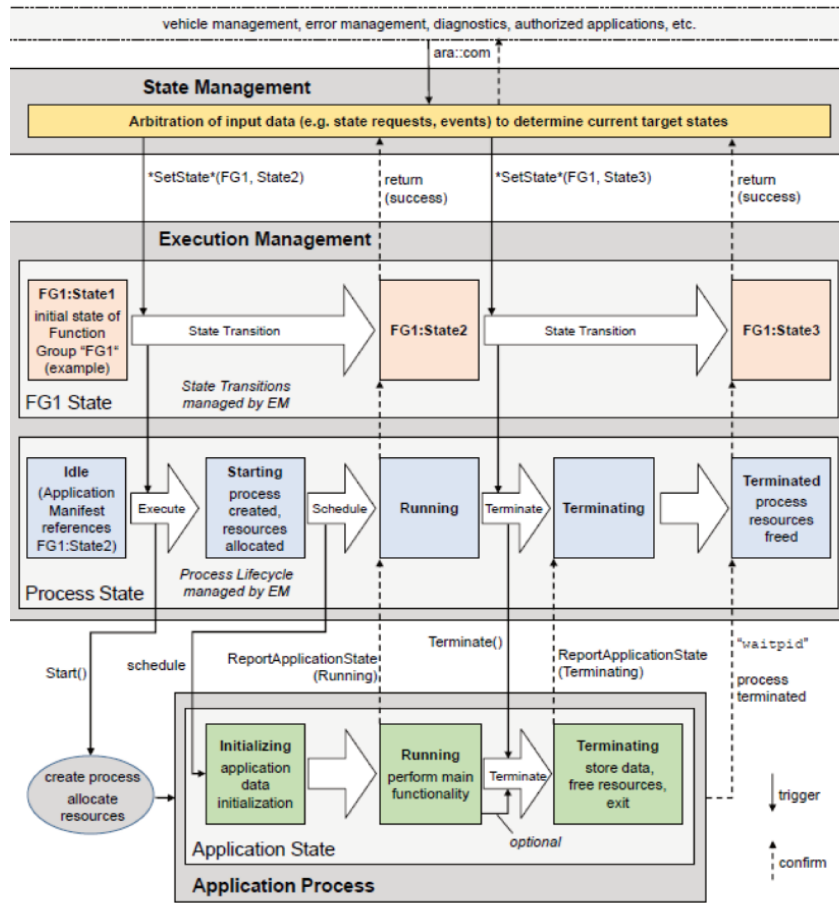 vehicle management, error management, diagnostics, authorized applications, etc.
ara::com
State Management
Arbitration of input data (e.g. state requests, events) to determine current target states
*SetState*(FG1, State2)
return
(success)
*SetState*(FG1, State3)
return
(success)
Execution Management
FG1:State1
initial state of
Function
Group “FG1“
(example)
State Transition
FG1:State2
State Transition
FG1:State3
State Transitions
managed by EM
FG1 State
Idle
(Application
Manifest
references
FG1:State2)
Execute
Starting
process
created,
resources
allocated
Schedule
Running
Terminate
Terminating
Terminated
process
resources
freed
Process Lifecycle
managed by EM
Process State
Start()
schedule
ReportApplicationState
(Running)
Terminate()
ReportApplicationState
(Terminating)
“waitpid”
process
terminated
create process
allocate
resources
Initializing
application
data
initialization
Running
perform main
functionality
Terminate
Terminating
store data,
free resources,
exit
optional
Application State
Application Process
trigger
confirm